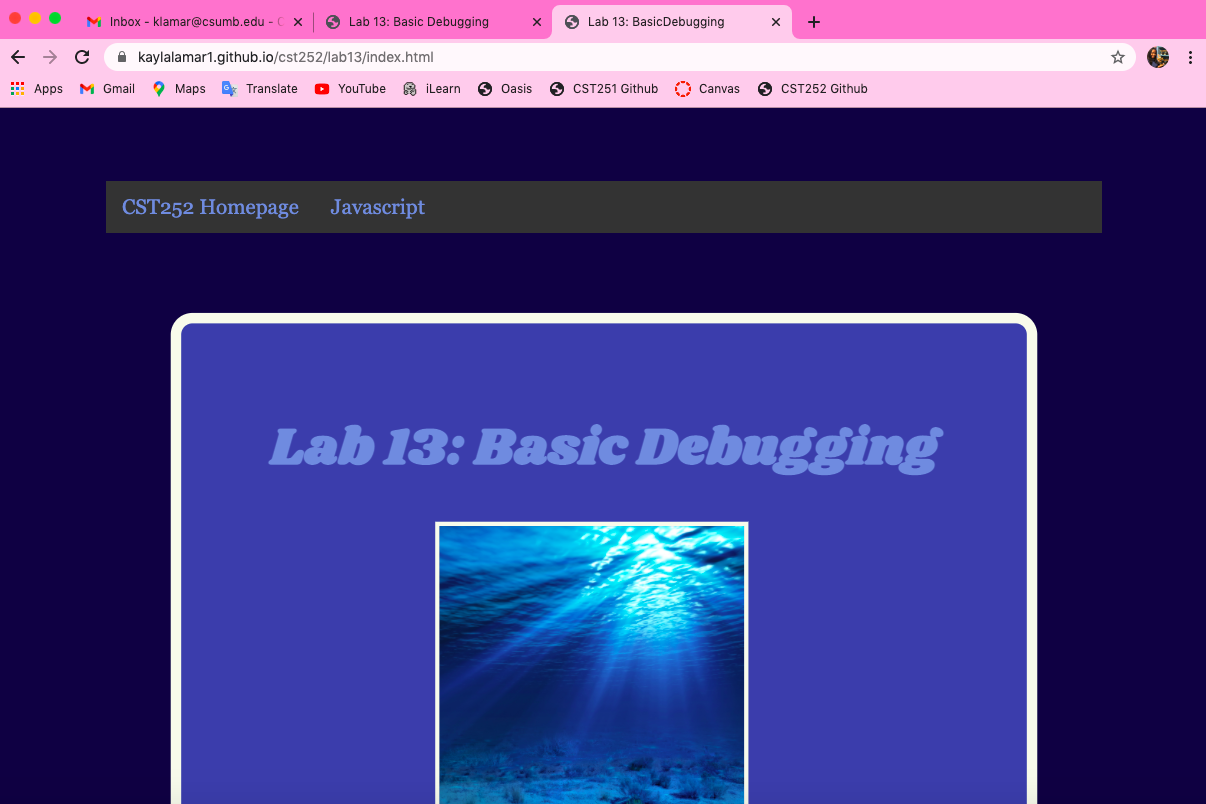 Inbox - klamar@csumb.edu - C
Lab 13: Basic Debugging
Lab 13: BasicDebugging
kaylalamar1.github.io/cst252/lab13/index.html
Apps Gmail Maps Translate YouTube iLearn Oasis CST251 Github Canvas CST252 Github
CST252 Homepage Javascript
Lab 13: Basic Debugging